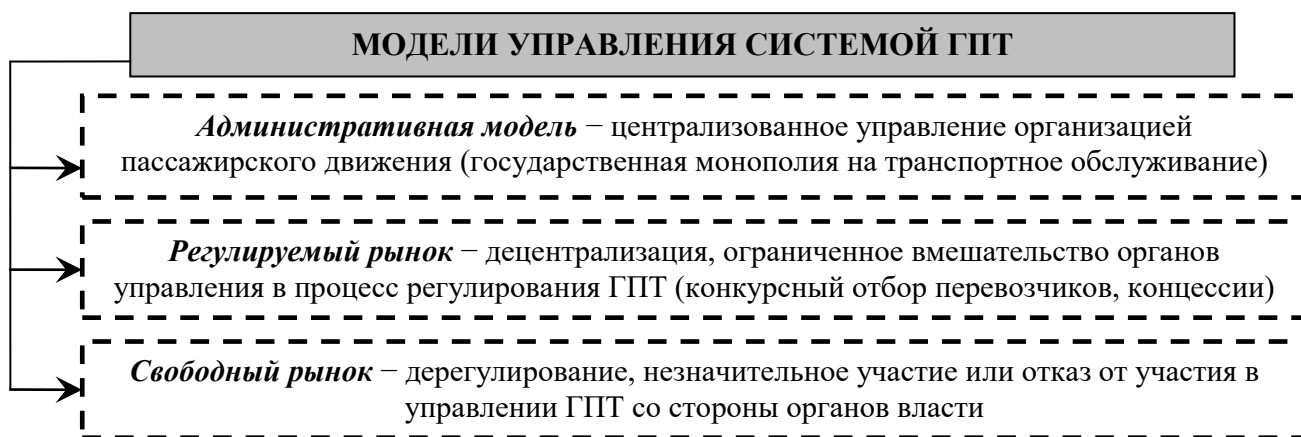 МОДЕЛИ УПРАВЛЕНИЯ СИСТЕМОЙ ГПТ
Административная модель − централизованное управление организацией
пассажирского движения (государственная монополия на транспортное обслуживание)
Регулируемый рынок − децентрализация, ограниченное вмешательство органов
управления в процесс регулирования ГПТ (конкурсный отбор перевозчиков, концессии)
Свободный рынок − дерегулирование, незначительное участие или отказ от участия в
управлении ГПТ со стороны органов власти